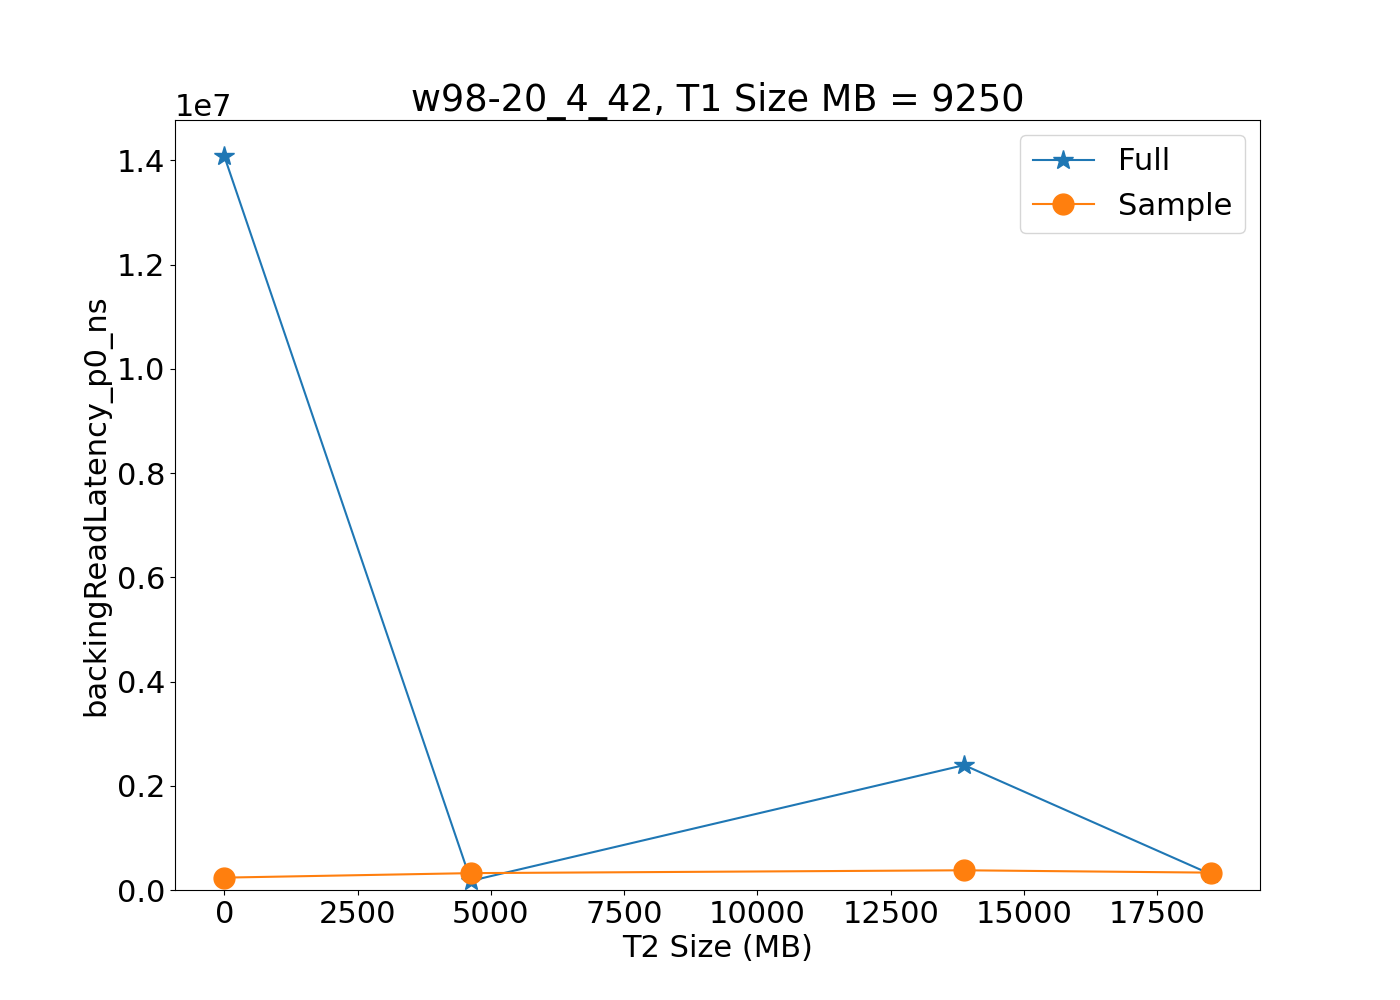 w98-20_4_42, T1 Size MB = 9250
1e7
Full
Sample
1.4
1.2
1.0
0.8
0.6
0.4
0.2
0.0
backingReadLatency_p0_ns
0 2500 5000 7500 10000 12500 15000 17500
T2 Size (MB)